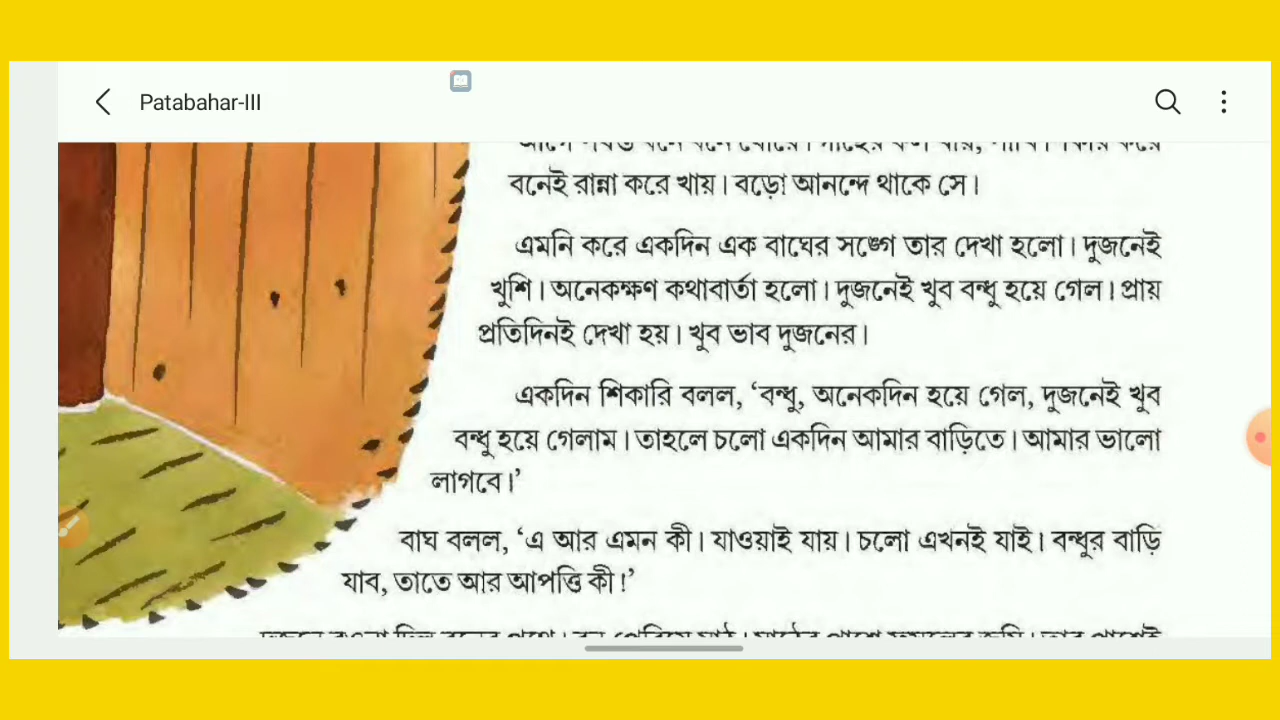 Patabahar-III
বনেই রান্না করে খায়। বড়ো আনন্দে থাকে সে।
এমনি করে একদিন এক বাঘের সঙ্গে তার দেখা হলো। দুজনেই
খুশি। অনেকক্ষণ কথাবার্তা হলো। দুজনেই খুব বন্ধু হয়ে গেল। প্রায়
প্রতিদিনই দেখা হয়। খুব ভাব দুজনের।
একদিন শিকারি বলল, ‘বন্ধু, অনেকদিন হয়ে গেল, দুজনেই খুব
বন্ধু হয়ে গেলাম। তাহলে চলো একদিন আমার বাড়িতে। আমার ভালো
লাগবে।’
বাঘ বলল, ‘এ আর এমন কী। যাওয়াই যায়। চলো এখনই যাই। বন্ধুর বাড়ি
যাব, তাতে আর আপত্তি কী!’